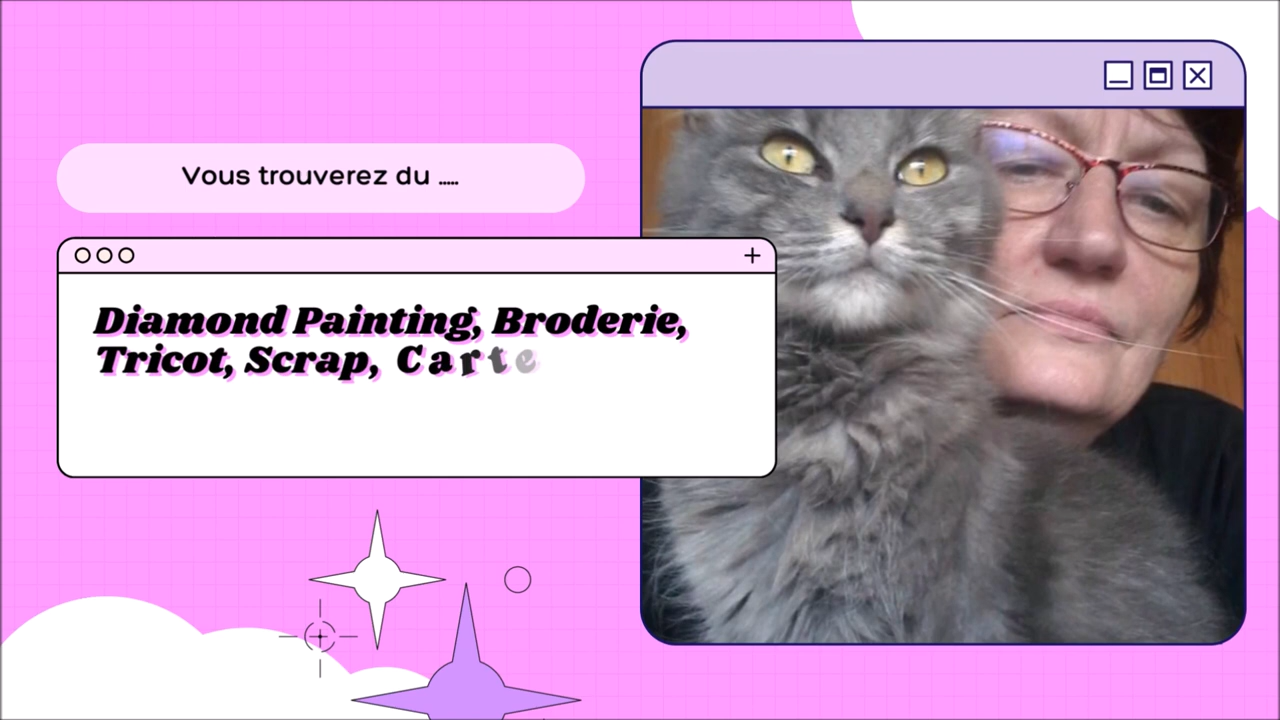 Vous trouverez du .....
Diamond Painting, Broderie,
Tricot, Scrap, Carte